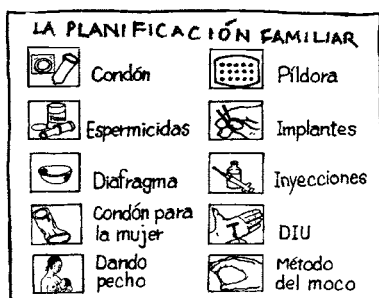 LA PLANIFICACIÓN FAMILIAR
Condón
Píldora
Espermicidas
Implantes
Diafragma
Inyecciones
Condón para
la mujer
DIU
Dando
pecho
Método
del moco